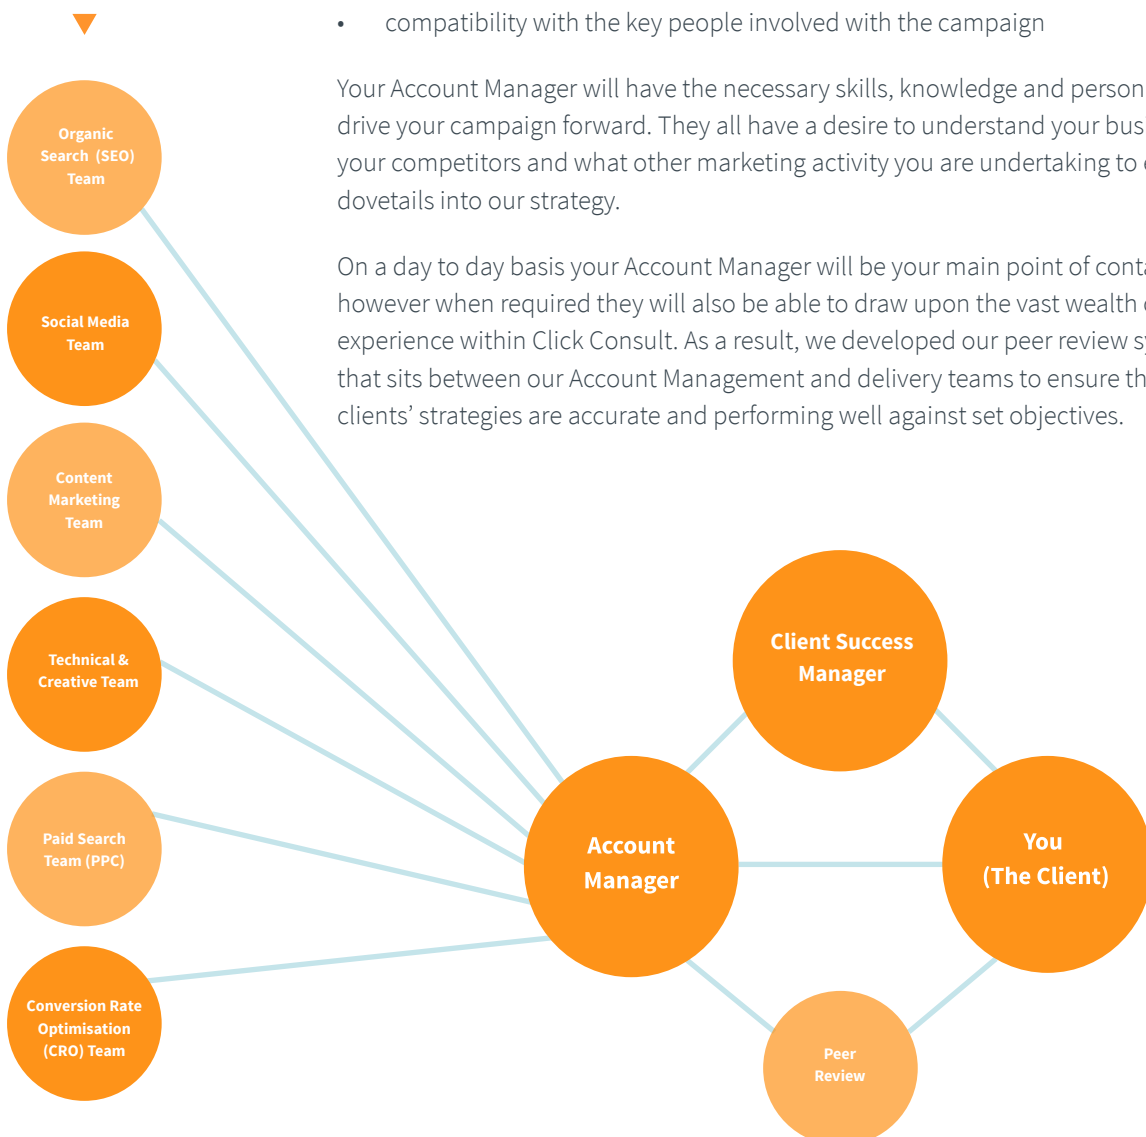 • compatibility with the key people involved with the campaign
Your Account Manager will have the necessary skills, knowledge and person
drive your campaign forward. They all have a desire to understand your bus
your competitors and what other marketing activity you are undertaking to
dovetails into our strategy.
On a day to day basis your Account Manager will be your main point of conta
however when required they will also be able to draw upon the vast wealth
experience within Click Consult. As a result, we developed our peer review sy
that sits between our Account Management and delivery teams to ensure th
clients’ strategies are accurate and performing well against set objectives.
Organic
Search (SEO)
Team
Social Media
Team
Content
Marketing
Team
Technical &
Creative Team
Paid Search
Team (PPC)
Conversion Rate
Optimisation
(CRO) Team
Client Success
Manager
Account
Manager
You
(The Client)
Peer
Review